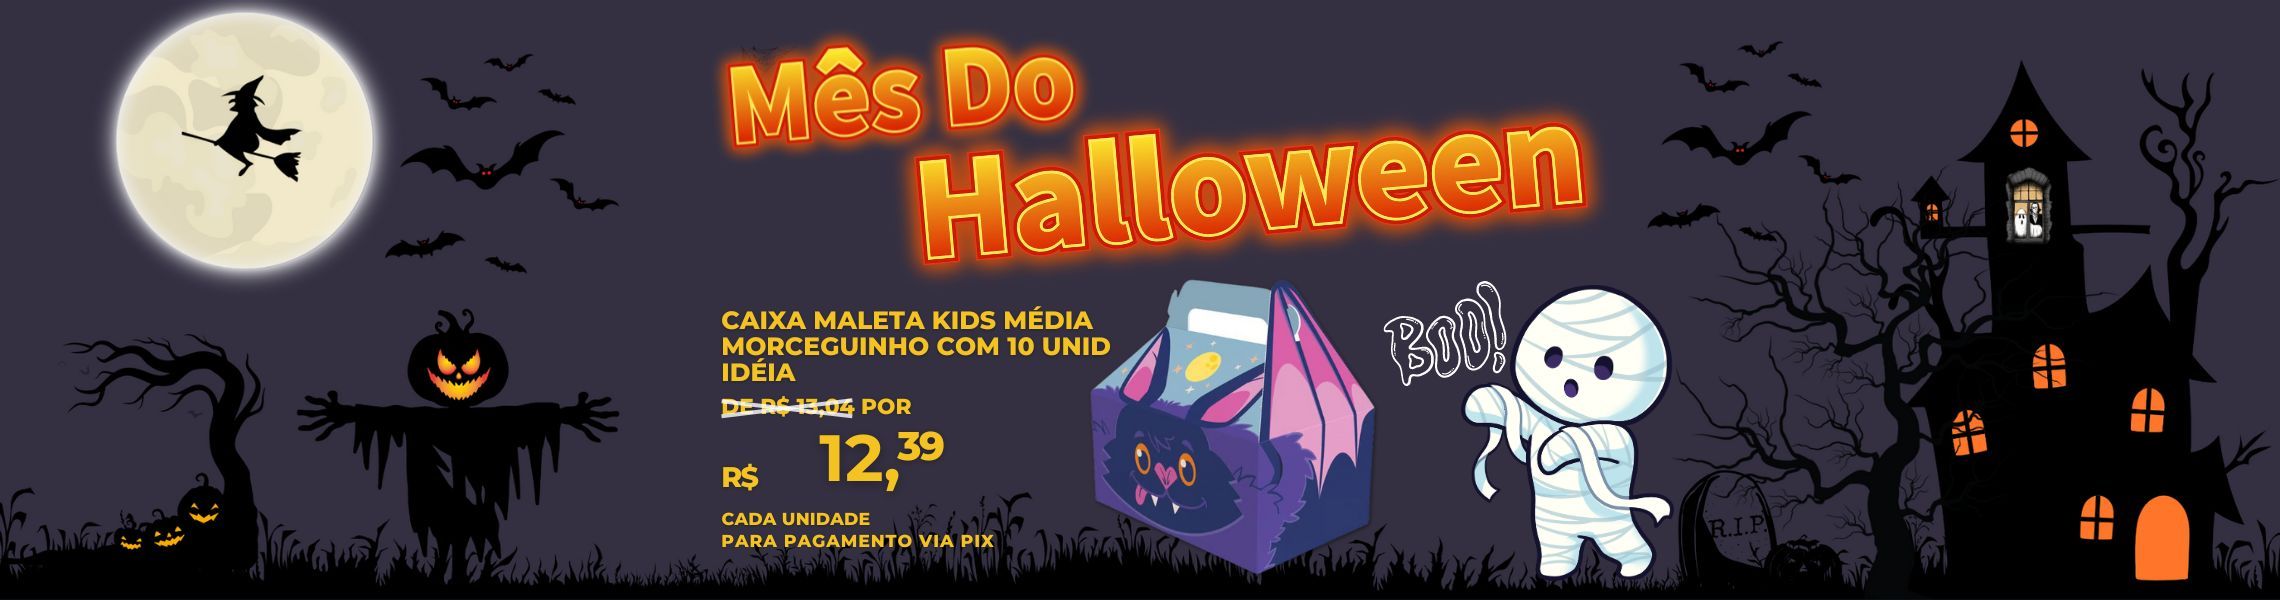 Mês Do
Halloween
CAIXA MALETA KIDS MÉDIA
MORCEGUINHO COM 10 UNID
IDÉIA
DE R$ 13,04 POR
R$ 12,39
CADA UNIDADE
PARA PAGAMENTO VIA PIX
BOO!
R.I.P